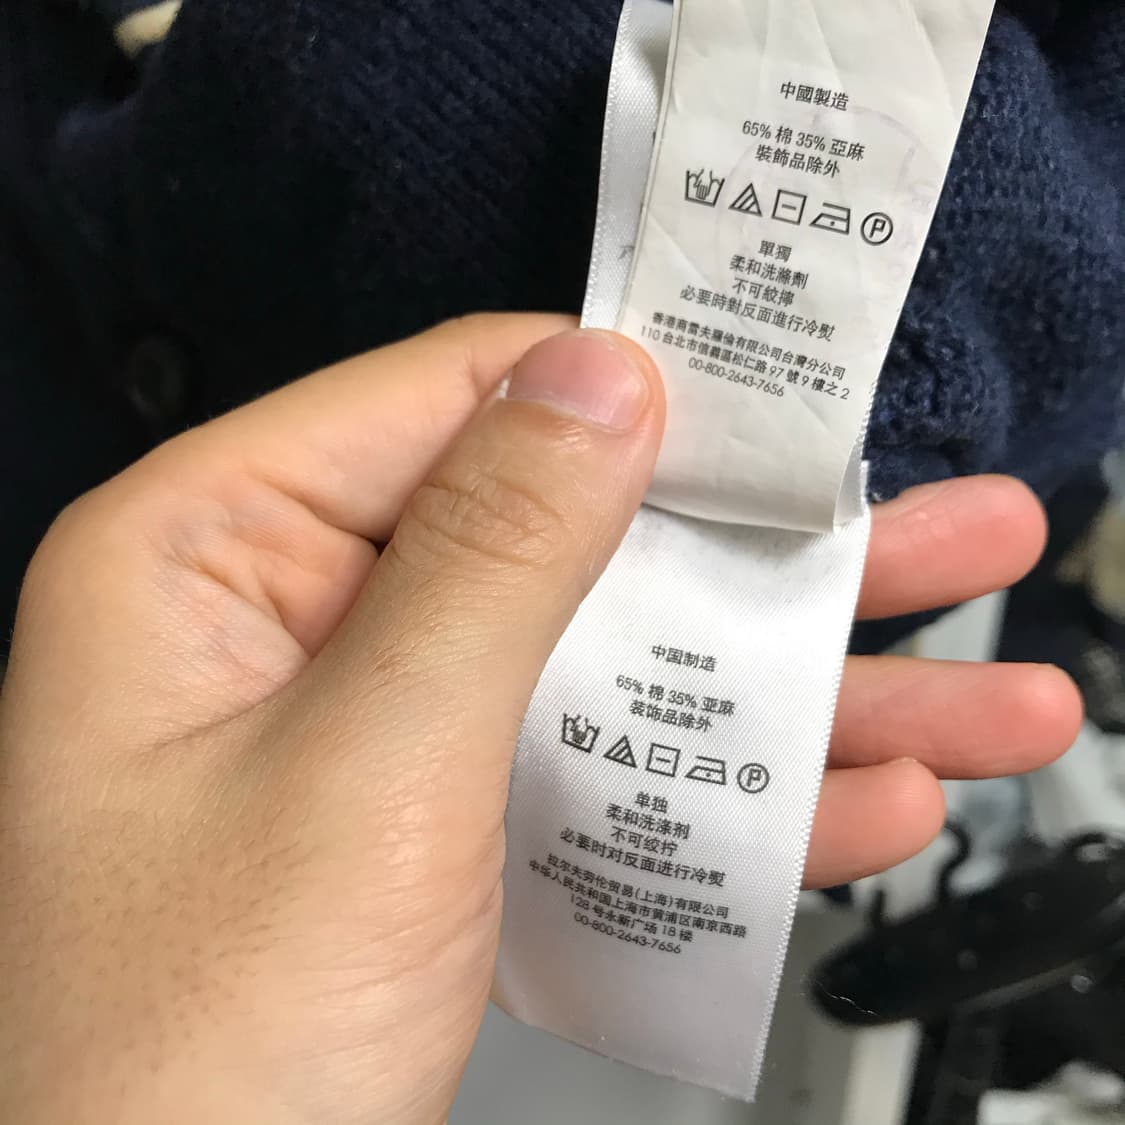 中國製造
65% 棉 35% 亞麻
裝飾品除外
P
單獨
柔和洗滌劑
不可絞擰
必要時對反面進行冷熨
香港商雷夫羅倫有限公司台灣分公司
110 台北市信義區松仁路 97 號 9 樓之 2
00-800-2643-7656
中国制造
65% 棉 35% 亚麻
装饰品除外
P
单独
柔和洗涤剂
不可绞拧
必要时对反面进行冷熨
拉尔夫劳伦贸易(上海)有限公司
中华人民共和国上海市黄浦区南京西路
128 号永新广场 18 楼
00-800-2643-7656